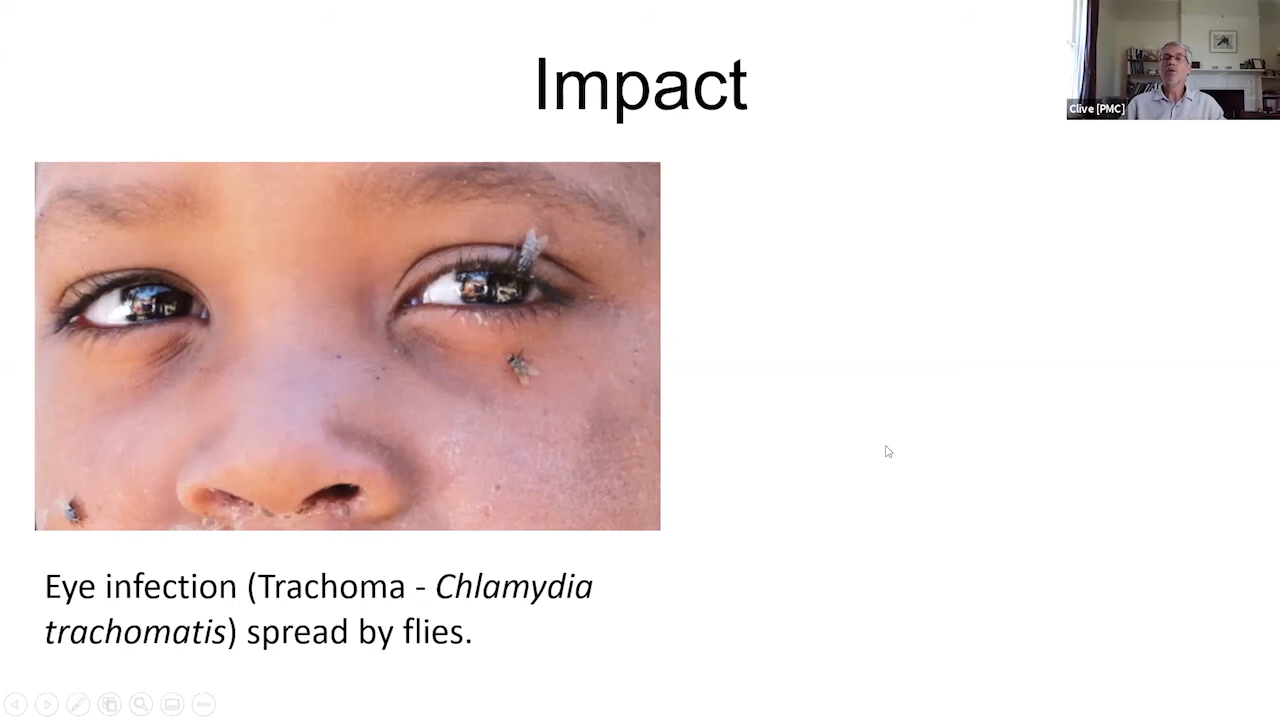 Impact
Clive [PMC]
Eye infection (Trachoma - Chlamydia
trachomatis) spread by flies.